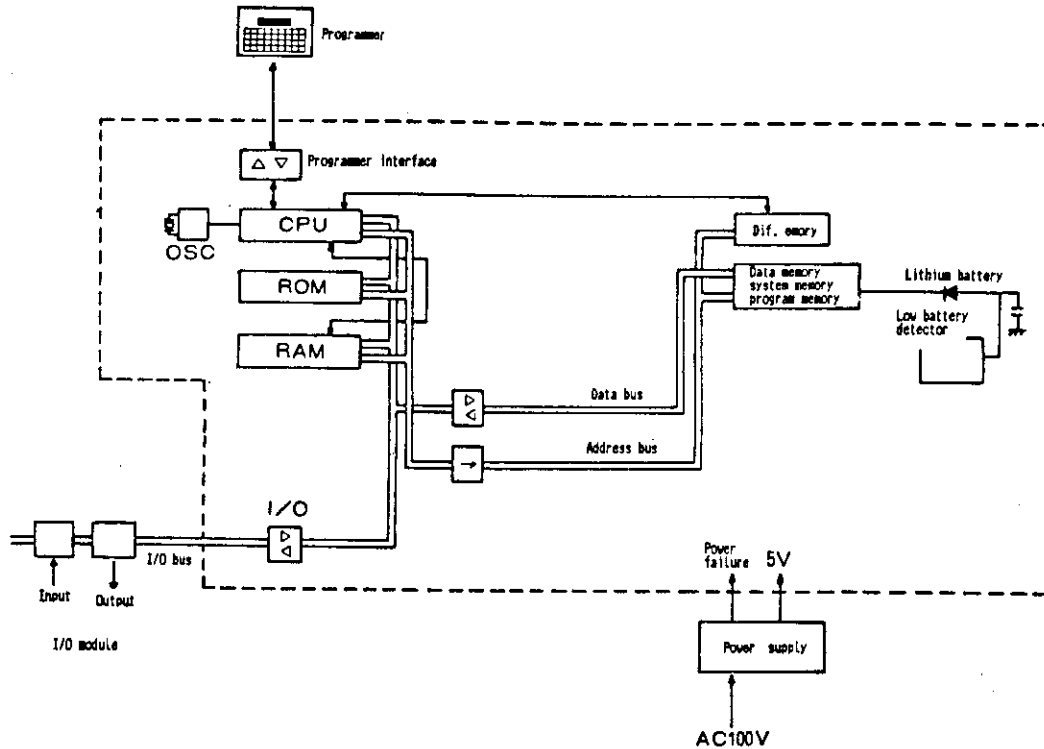 Programmer
Programmer Interface
CPU
OSC
ROM
RAM
Dif. emory
Data memory
system memory
program memory
Lithium battery
Low battery
detector
Data bus
Address bus
I/O
I/O bus
Input
Output
I/O module
Power
failure
5V
Power supply
AC100V